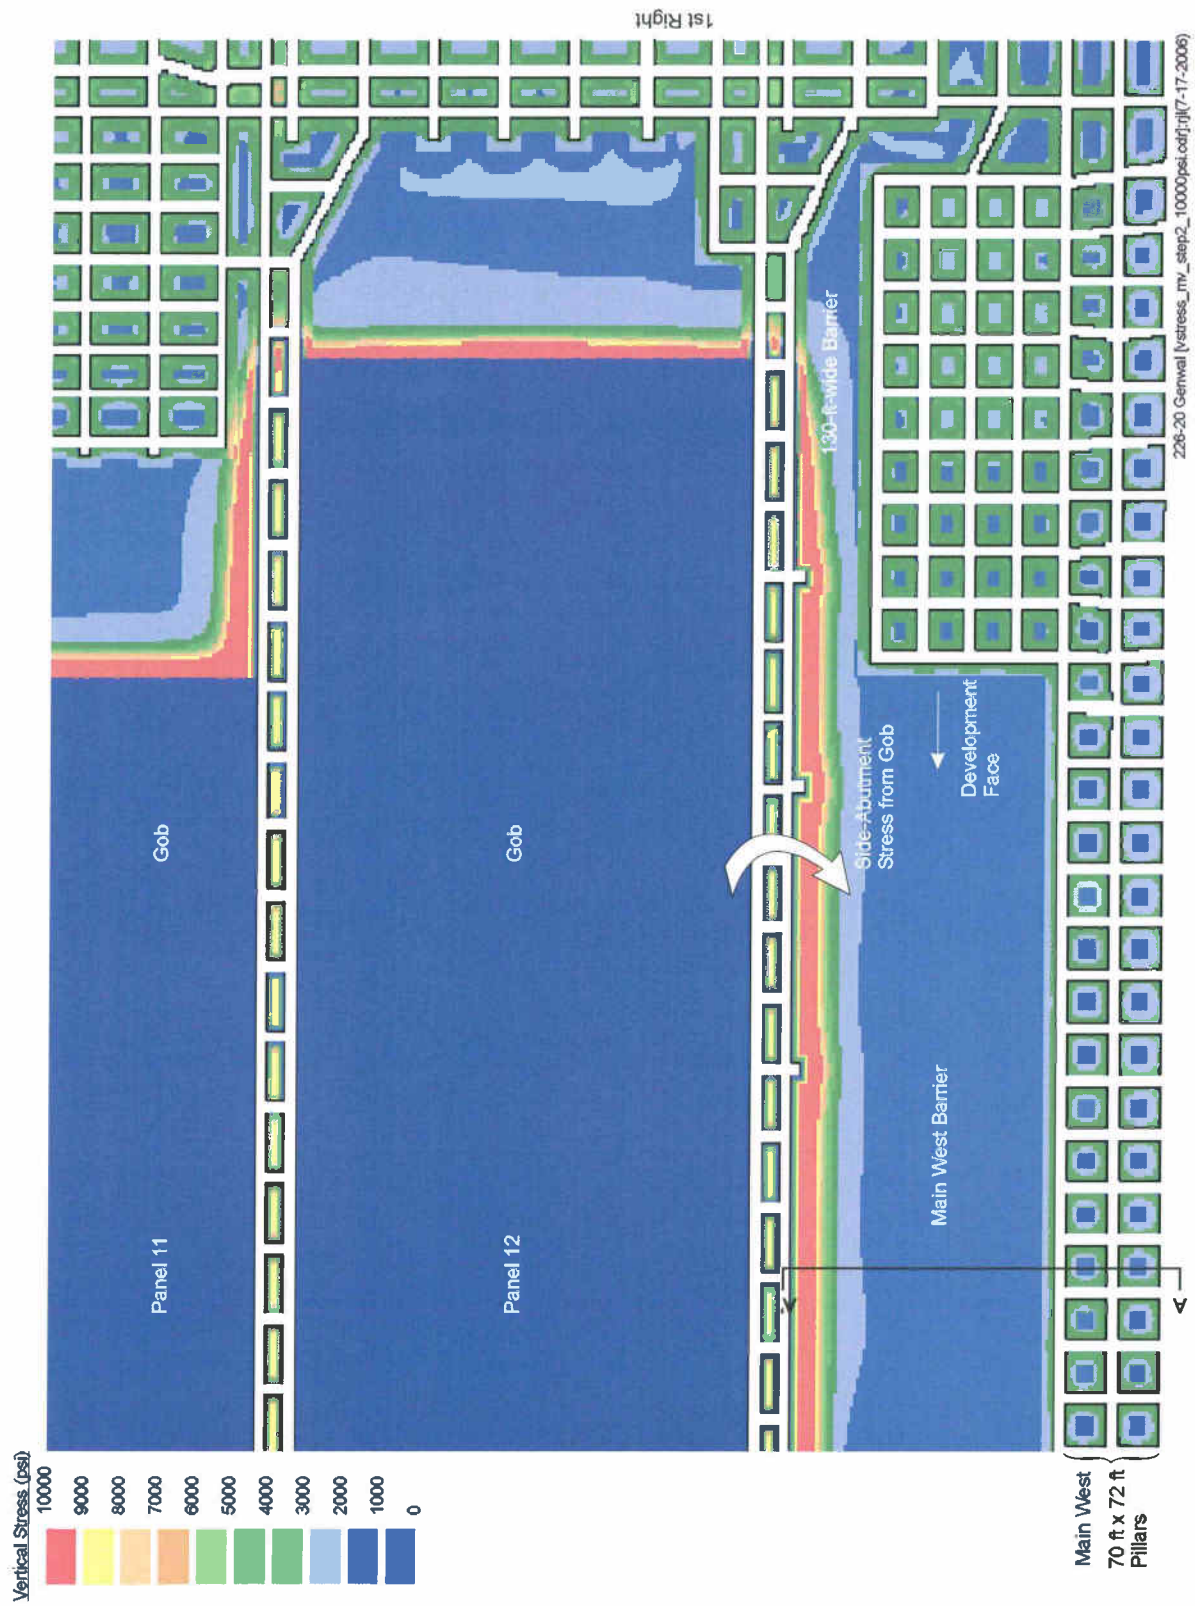 1st Right
Vertical Stress (psi)
10000
9000
8000
7000
6000
5000
4000
3000
2000
1000
0
Panel 11
Gob
Panel 12
Gob
130-ft-wide Barrier
Side-Abutment
Stress from Gob
Development
Face
Main West Barrier
A
A
Main West
70 ft x 72 ft
Pillars
226-20 Genwal [vstress_mv_step2_10000psi.cdr]:rjl(7-17-2006)